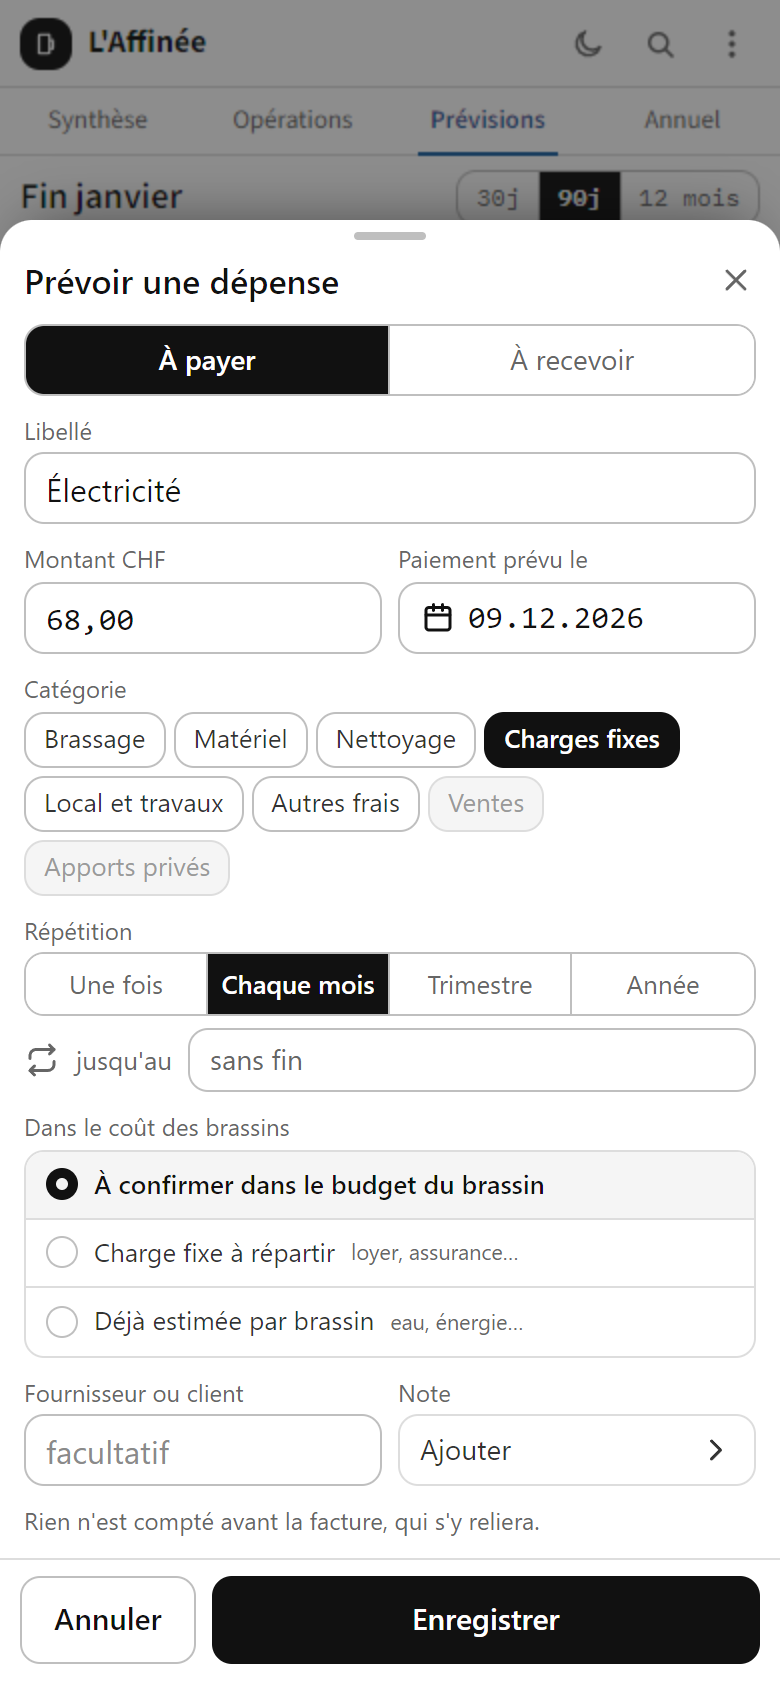 L'Affinée
Synthèse Opérations Prévisions Annuel
Fin janvier 30j 90j 12 mois
Prévoir une dépense
À payer À recevoir
Libellé
Électricité
Montant CHF Paiement prévu le
68,00 09.12.2026
Catégorie
Brassage Matériel Nettoyage Charges fixes
Local et travaux Autres frais Ventes
Apports privés
Répétition
Une fois Chaque mois Trimestre Année
jusqu'au sans fin
Dans le coût des brassins
À confirmer dans le budget du brassin
Charge fixe à répartir loyer, assurance…
Déjà estimée par brassin eau, énergie…
Fournisseur ou client Note
facultatif Ajouter
Rien n'est compté avant la facture, qui s'y reliera.
Annuler Enregistrer